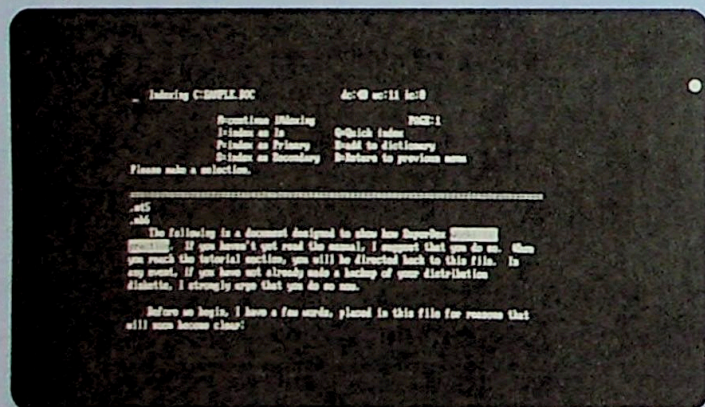 Indexing C:SAMPLE.DOC dc:40 wc:11 ic:0
N=continue INdexing PAGE:1
I=index as Is Q=Quick index
P=index as Primary D=add to dictionary
S=index as Secondary R=Return to previous menu
Please make a selection.
.mt5
.mb6
The following is a document designed to show how SuperDex
. If you haven't yet read the manual, I suggest that you do so. When
you reach the tutorial section, you will be directed back to this file. In
any event, if you have not already made a backup of your distribution
diskette, I strongly urge that you do so now.
Before we begin, I have a few words, placed in this file for reasons that
will soon become clear: